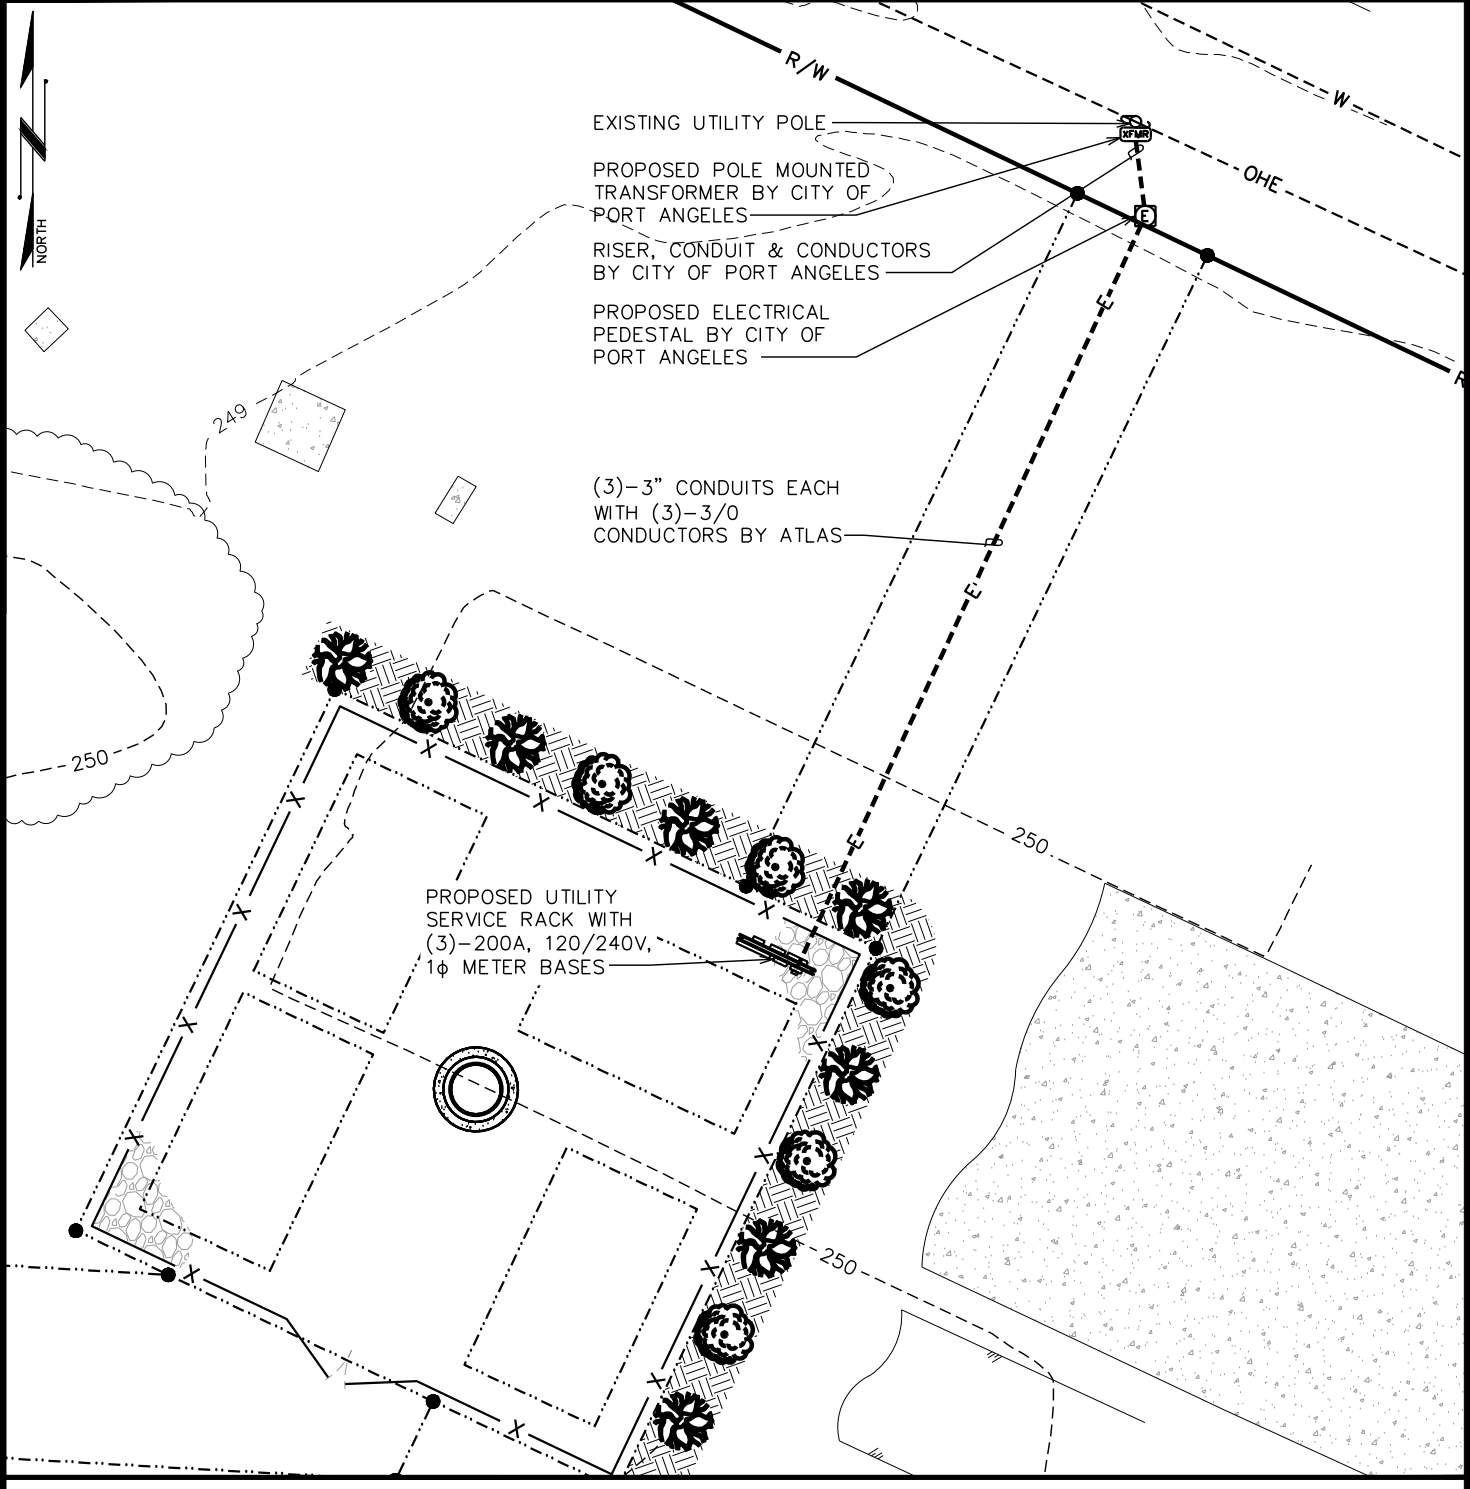 R/W
W
EXISTING UTILITY POLE
XFMR
PROPOSED POLE MOUNTED
TRANSFORMER BY CITY OF
PORT ANGELES
OHE
E
NORTH
RISER, CONDUIT & CONDUCTORS
BY CITY OF PORT ANGELES
E
PROPOSED ELECTRICAL
PEDESTAL BY CITY OF
PORT ANGELES
R
249
(3)-3" CONDUITS EACH
WITH (3)-3/0
CONDUCTORS BY ATLAS
E
250
X
X
X
250
E
X
PROPOSED UTILITY
SERVICE RACK WITH
(3)-200A, 120/240V,
1ϕ METER BASES
X
X
X
X
X
X
250
X
X
X
X